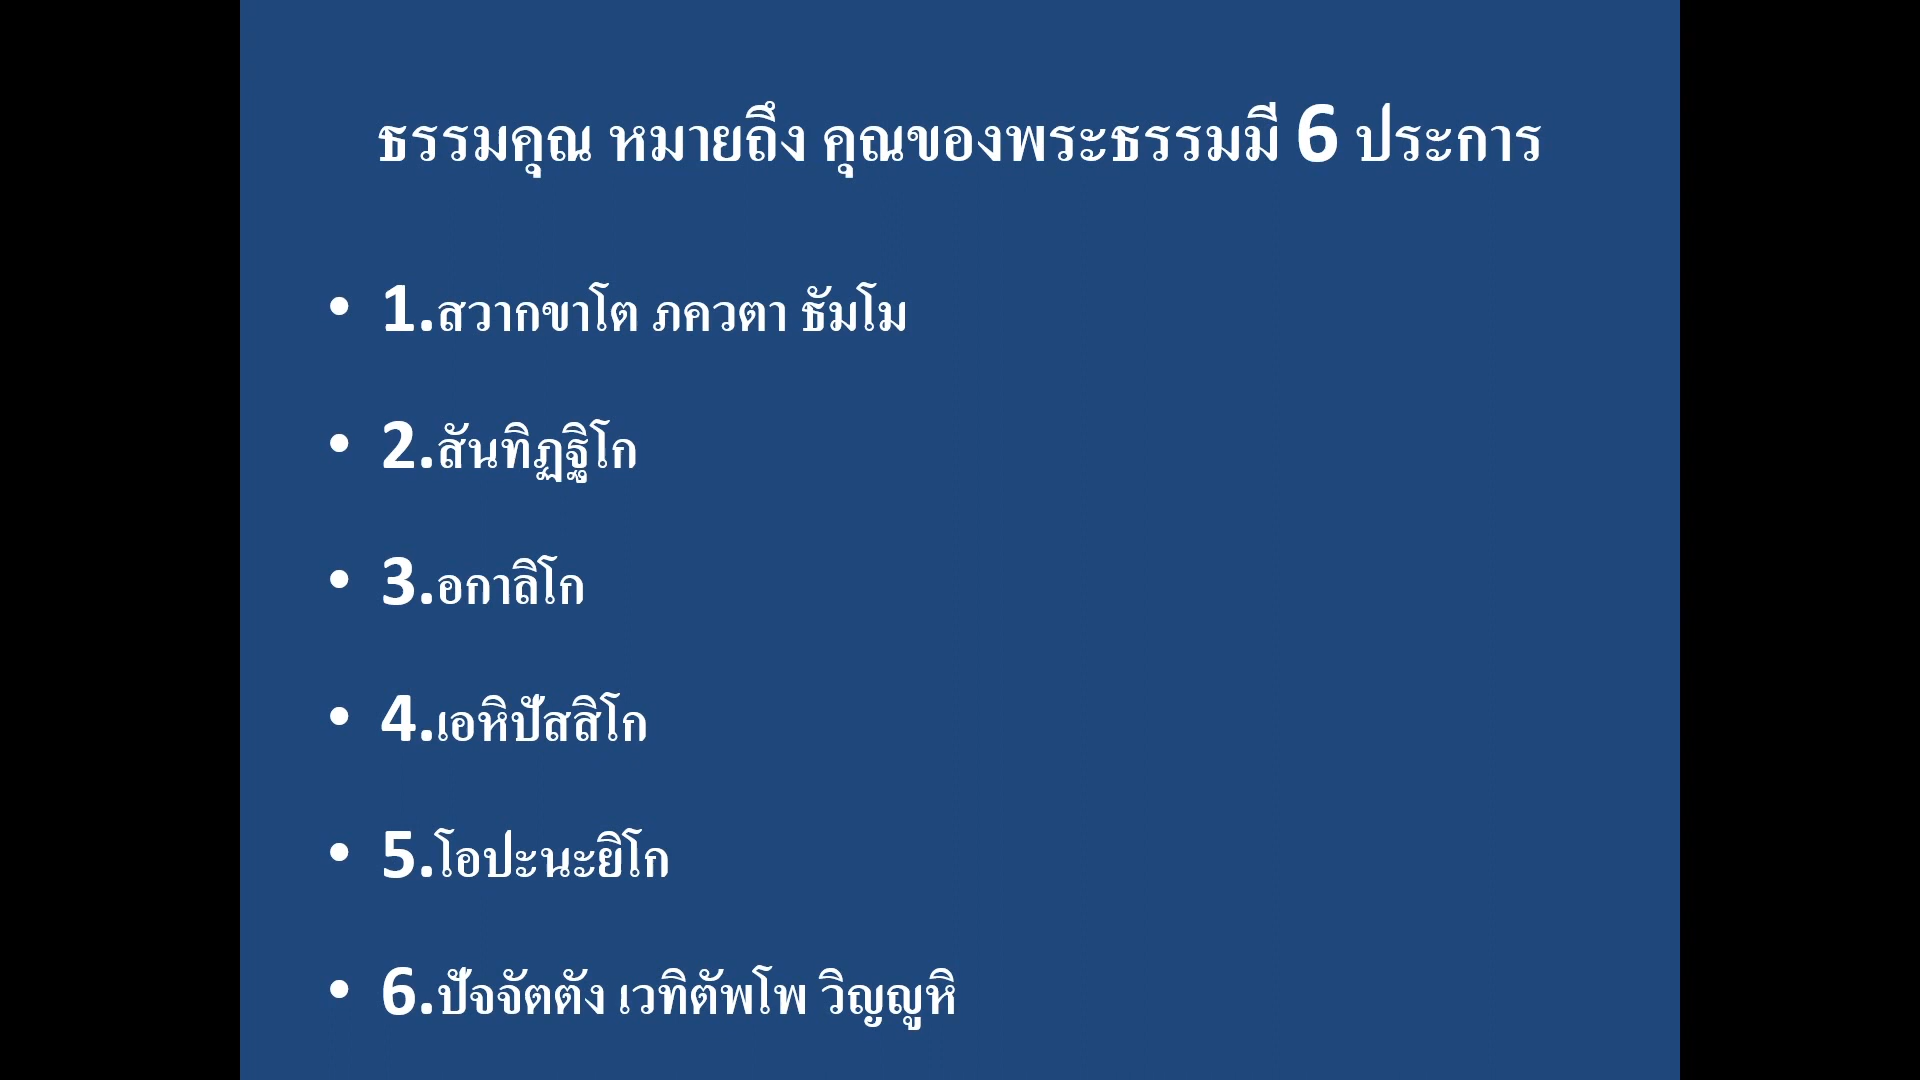 ธรรมคุณ หมายถึง คุณของพระธรรมมี 6 ประการ
• 1.สวากขาโต ภควตา ธัมโม
• 2.สันทิฏฐิโก
• 3.อกาลิโก
• 4.เอหิปัสสิโก
• 5.โอปะนะยิโก
• 6.ปัจจัตตัง เวทิตัพโพ วิญญูหิ